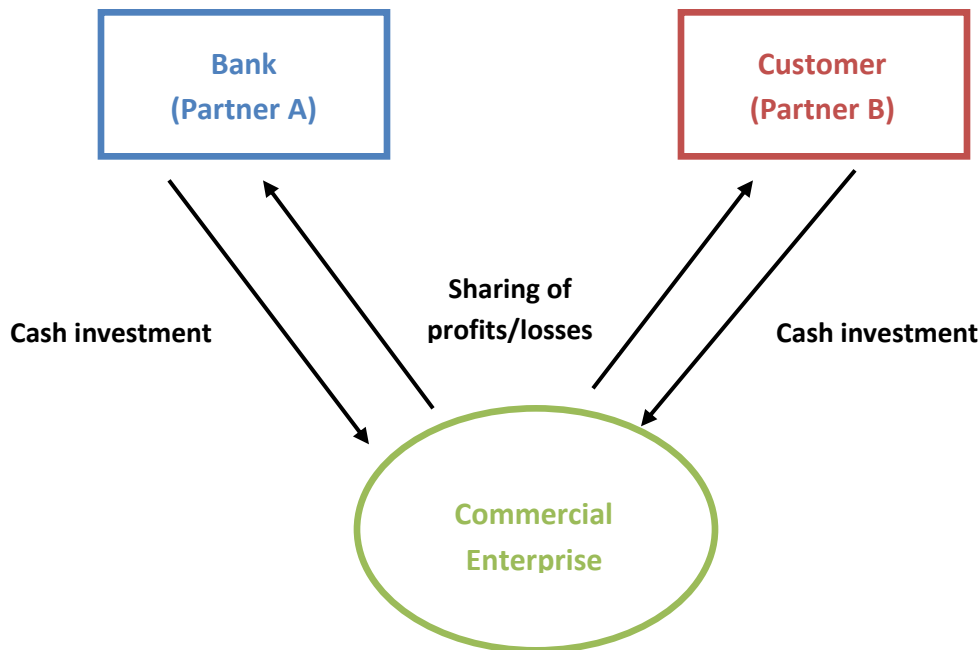 Bank
(Partner A)
Customer
(Partner B)
Sharing of
profits/losses
Cash investment
Cash investment
Commercial
Enterprise